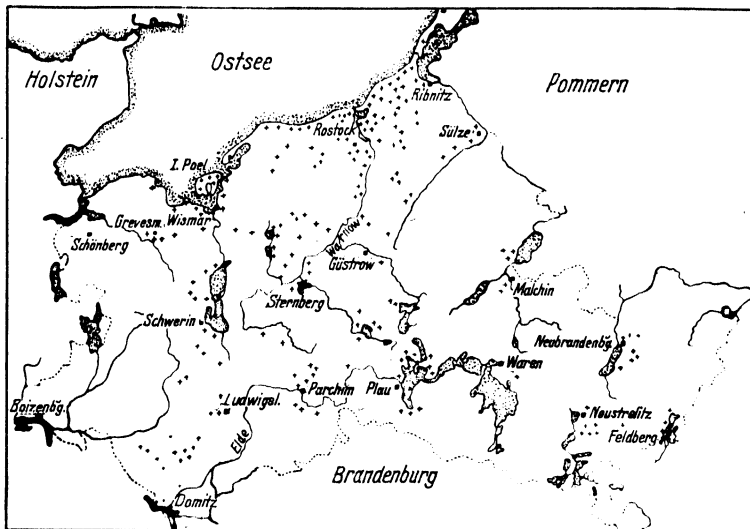 Ostsee
Holstein
Pommern
Ribnitz
Rostock
Sülze
I. Poel
Grevesm.
Wismar
Schönberg
Warnow
Güstrow
Malchin
Sternberg
Schwerin
Neubrandenbg.
Waren
Parchim
Plau
Ludwigsl.
Boizenbg.
Neustrelitz
Feldberg
Elde
Brandenburg
Dömitz